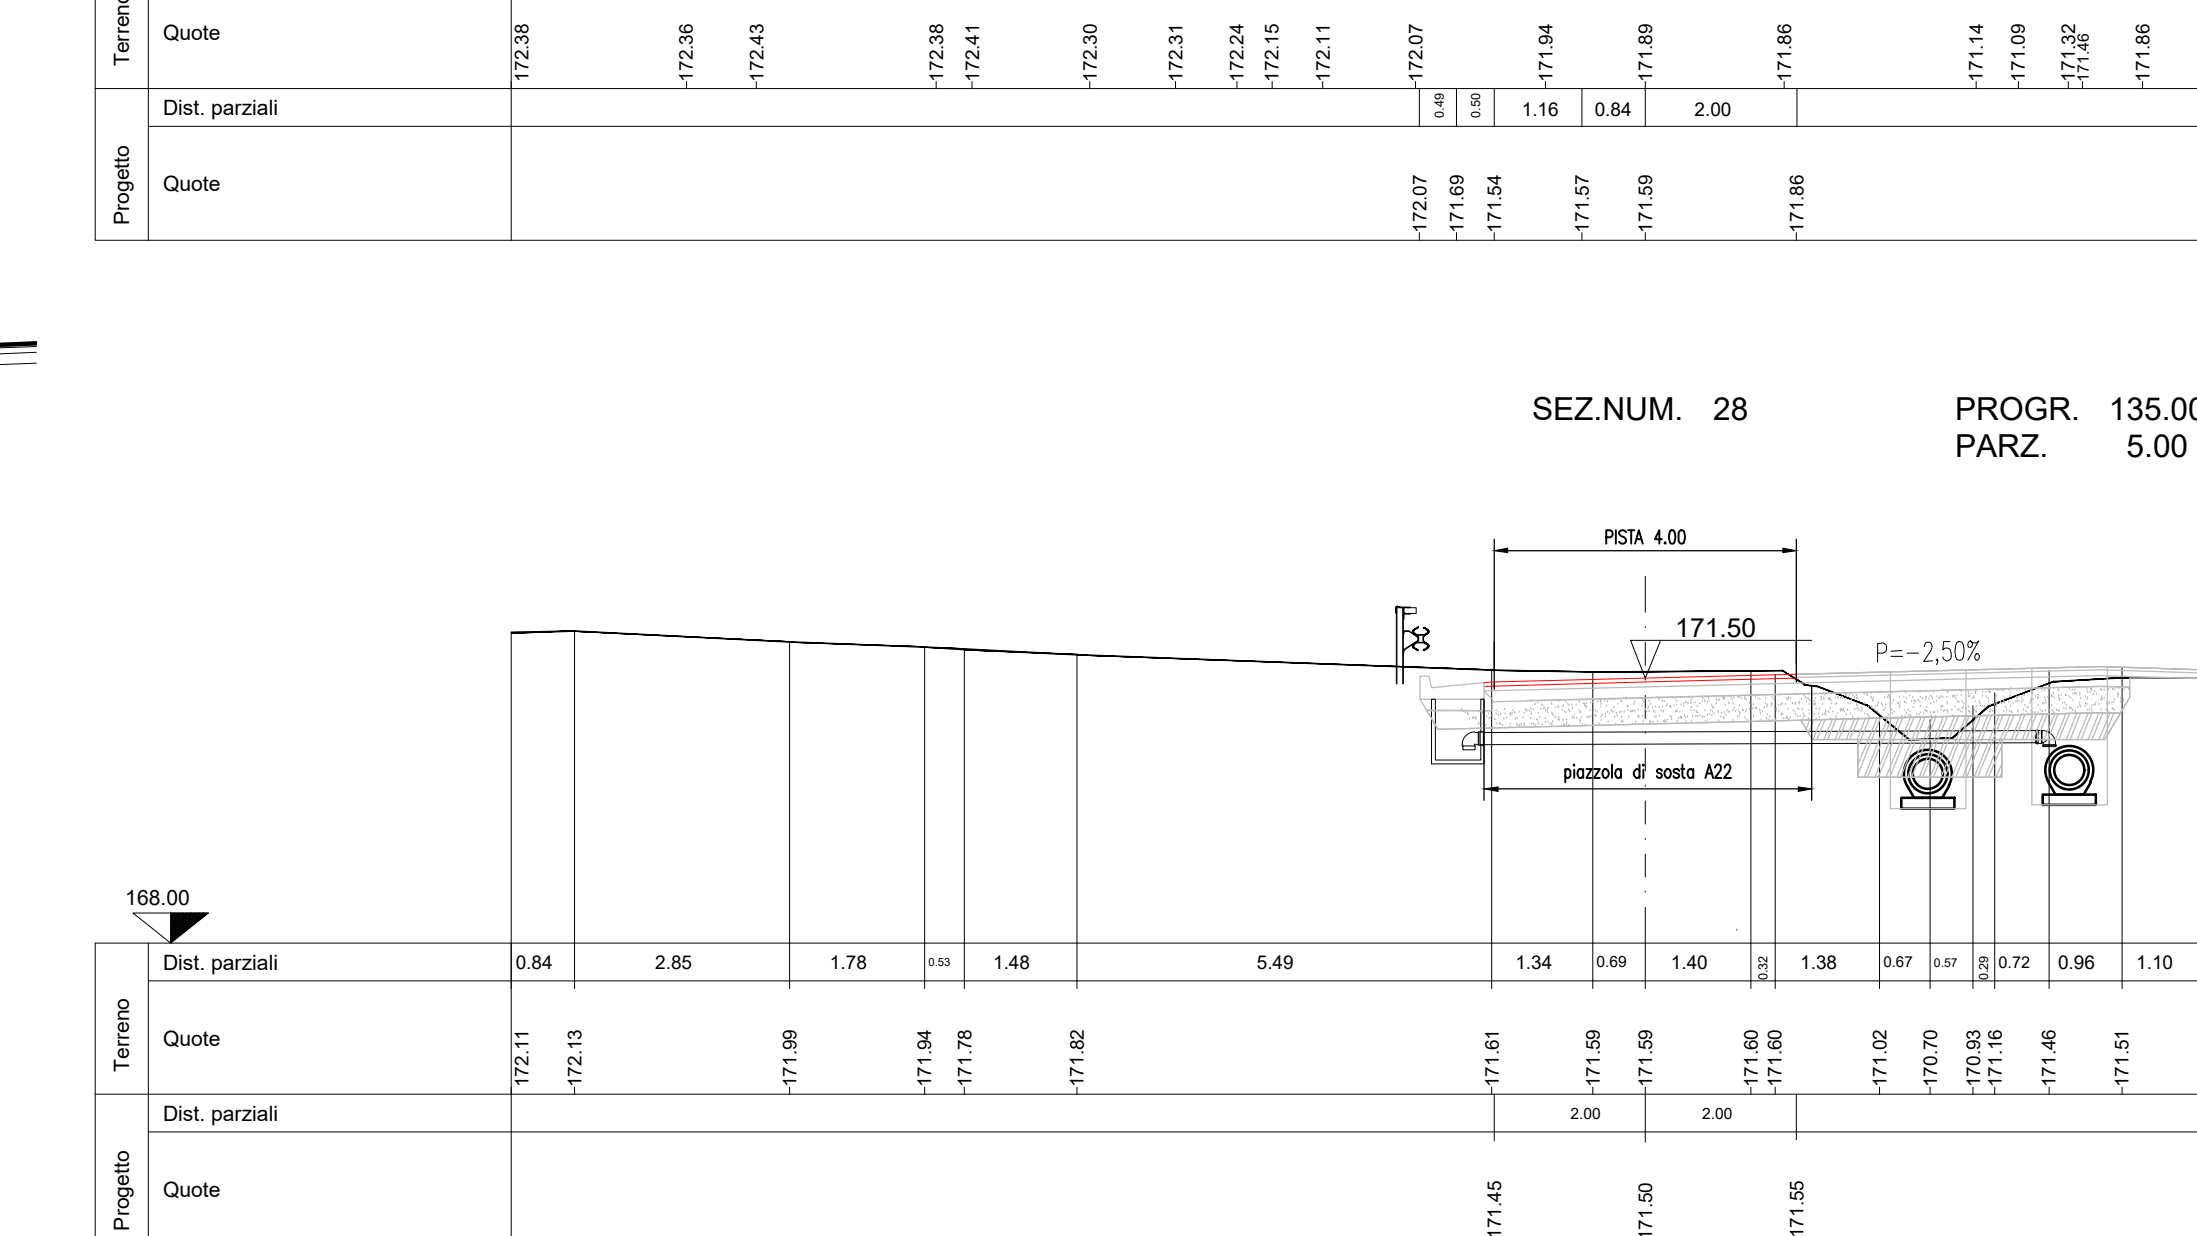 Terreno
Quote
172.38 172.36 172.43 172.38 172.41 172.30 172.31 172.24 172.15 172.11 172.07 171.94 171.89 171.86 171.14 171.09 171.32 171.46 171.86
Progetto
Dist. parziali 0.49 0.50 1.16 0.84 2.00
Quote
172.07 171.69 171.54 171.57 171.59 171.86
SEZ.NUM. 28 PROGR. 135.00
PARZ. 5.00
PISTA 4.00
171.50
P=-2,50%
piazzola di sosta A22
168.00
Terreno
Dist. parziali 0.84 2.85 1.78 0.53 1.48 5.49 1.34 0.69 1.40 0.32 1.38 0.67 0.57 0.29 0.72 0.96 1.10
Quote
172.11 172.13 171.99 171.94 171.78 171.82 171.61 171.59 171.59 171.60 171.60 171.02 170.70 170.93 171.16 171.46 171.51
Progetto
Dist. parziali 2.00 2.00
Quote
171.45 171.50 171.55